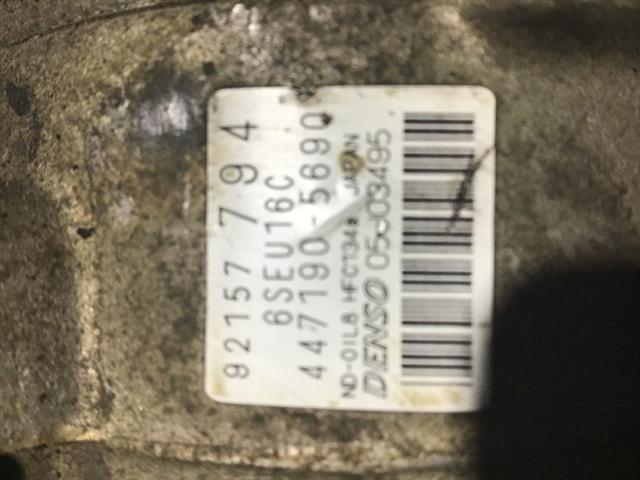 92157794
6SEU16C
447190-5690
ND-OIL8 HFC134a JAPAN
DENSO 05J03495